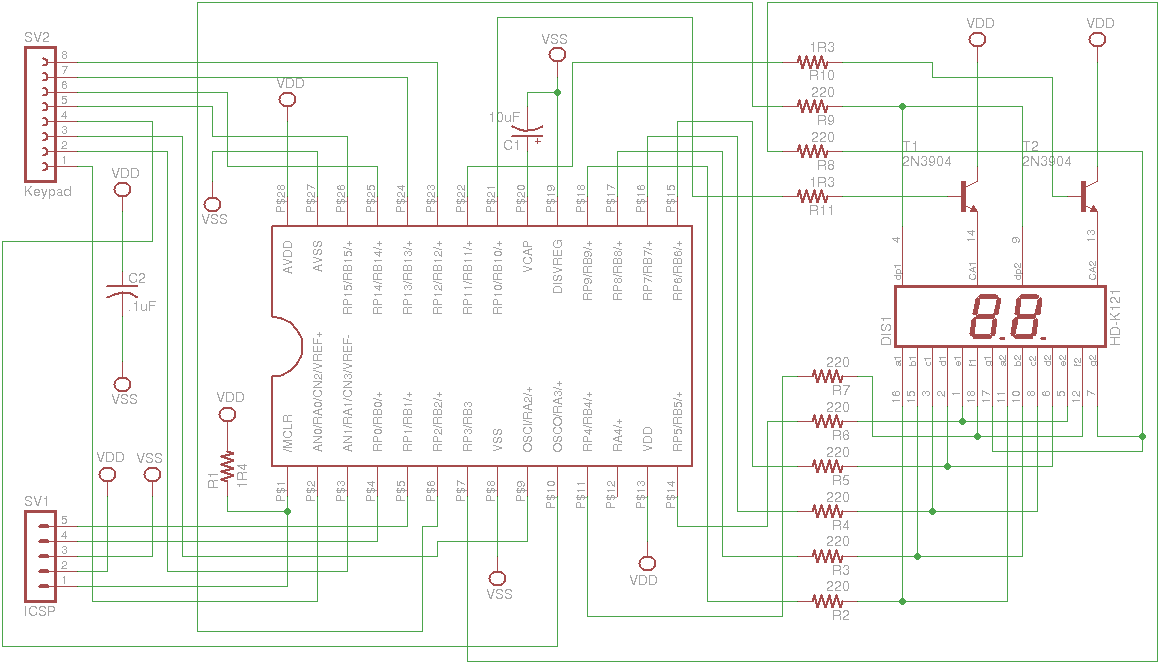 SV2
8
7
6
5
4
3
2
1
Keypad
VDD
VSS
VSS
10uF
C1
+
VDD
VSS
C2
.1uF
VSS
P$28
P$27
P$26
P$25
P$24
P$23
P$22
P$21
P$20
P$19
P$18
P$17
P$16
P$15
AVDD
AVSS
RP15/RB15/+
RP14/RB14/+
RP13/RB13/+
RP12/RB12/+
RP11/RB11/+
RP10/RB10/+
VCAP
DISVREG
RP9/RB9/+
RP8/RB8/+
RP7/RB7/+
RP6/RB6/+
/MCLR
AN0/RA0/CN2/VREF+
AN1/RA1/CN3/VREF-
RP0/RB0/+
RP1/RB1/+
RP2/RB2/+
RP3/RB3
VSS
OSCI/RA2/+
OSCO/RA3/+
RP4/RB4/+
RA4/+
VDD
RP5/RB5/+
P$1
P$2
P$3
P$4
P$5
P$6
P$7
P$8
P$9
P$10
P$11
P$12
P$13
P$14
VDD
R1
1R4
VDD
VSS
SV1
5
4
3
2
1
ICSP
VSS
VDD
1R3
R10
220
R9
220
R8
1R3
R11
VDD
VDD
T1
2N3904
T2
2N3904
4
14
9
13
dp1
CA1
dp2
CA2
DIS1
88
HD-K121
a1
b1
c1
d1
e1
f1
g1
a2
b2
c2
d2
e2
f2
g2
16
15
3
2
1
18
17
11
10
8
6
5
12
7
220
R7
220
R6
220
R5
220
R4
220
R3
220
R2